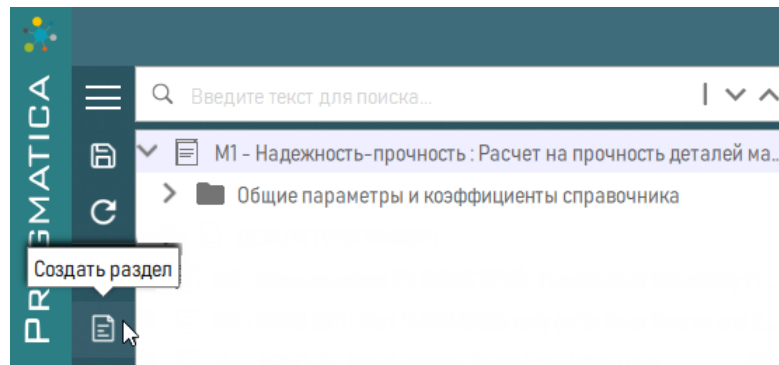 PRAGMATICA
Введите текст для поиска...
М1 - Надежность-прочность : Расчет на прочность деталей ма...
Общие параметры и коэффициенты справочника
Создать раздел